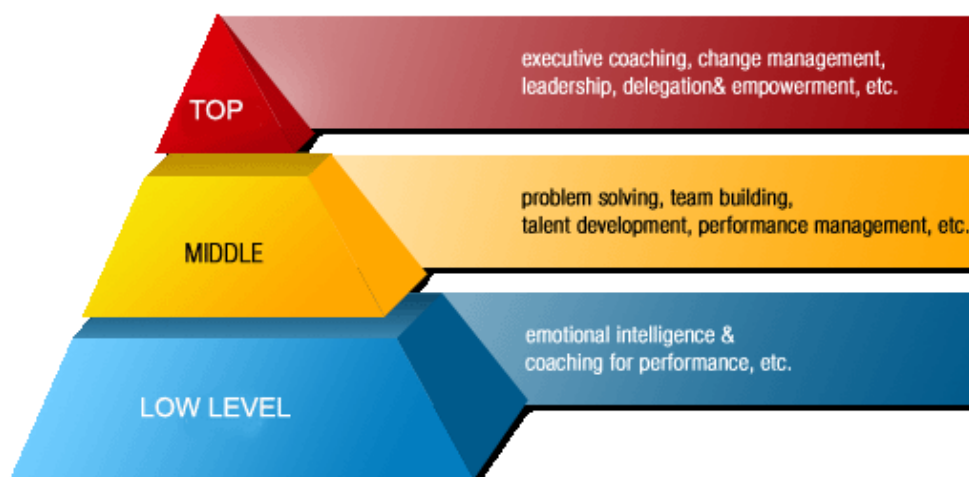 TOP
executive coaching, change management,
leadership, delegation& empowerment, etc.
MIDDLE
problem solving, team building,
talent development, performance management, etc.
LOW LEVEL
emotional intelligence &
coaching for performance, etc.